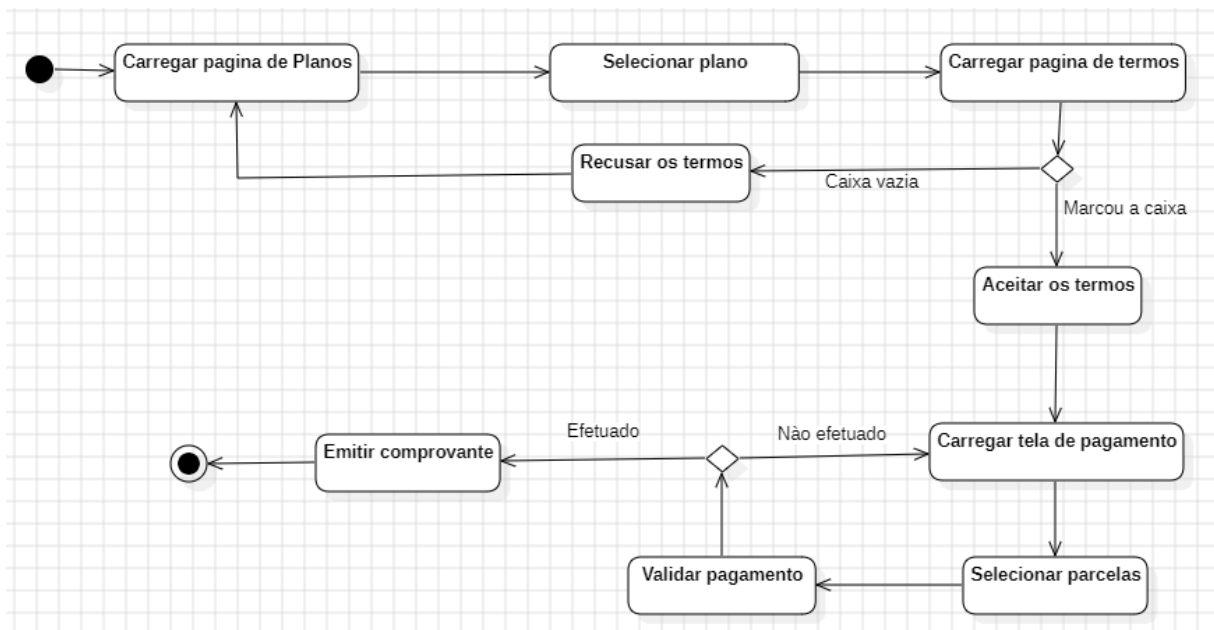 Carregar pagina de Planos
Selecionar plano
Carregar pagina de termos
Recusar os termos
Caixa vazia
Marcou a caixa
Aceitar os termos
Efetuado
Nào efetuado
Carregar tela de pagamento
Emitir comprovante
Validar pagamento
Selecionar parcelas